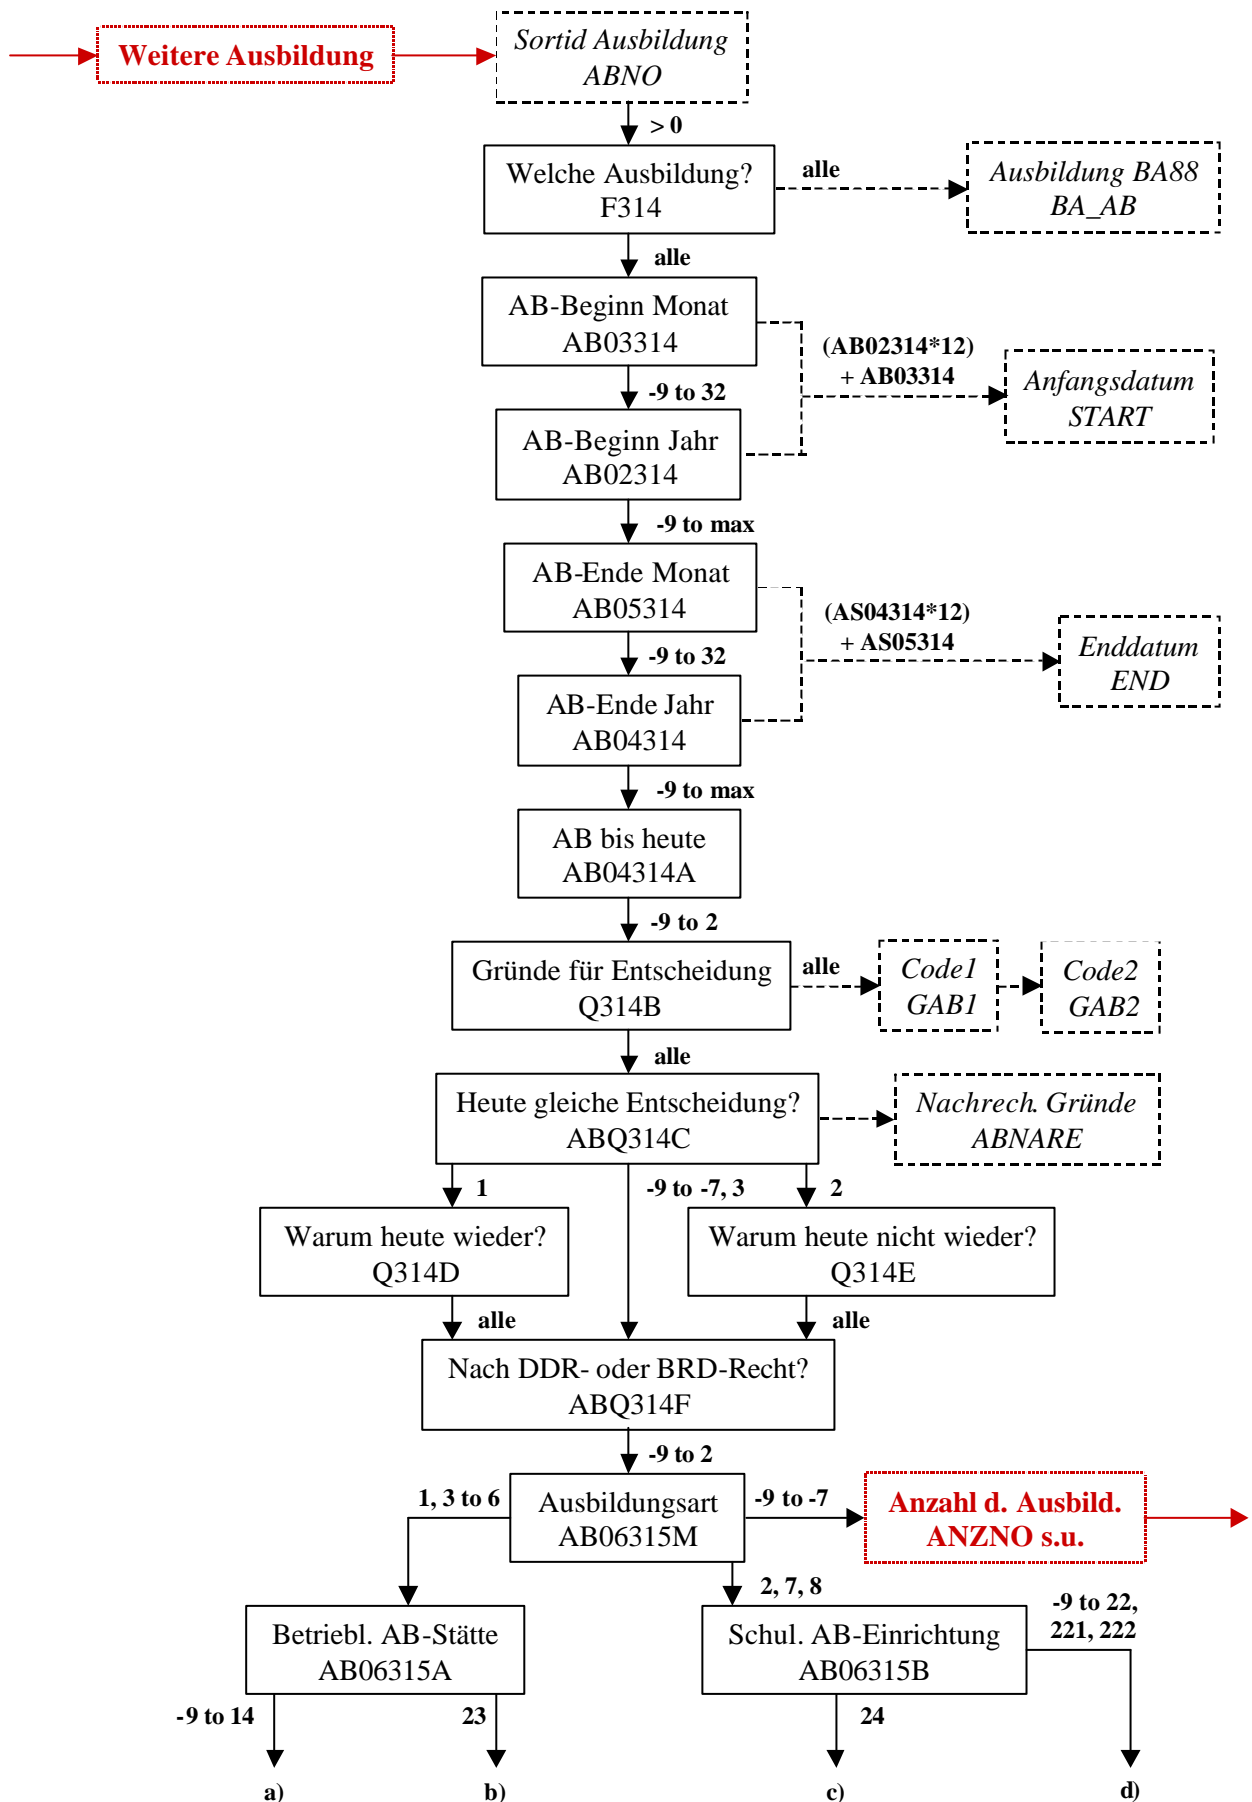 Weitere Ausbildung
Sortid Ausbildung
ABNO
> 0
Welche Ausbildung?
F314
alle
Ausbildung BA88
BA_AB
alle
AB-Beginn Monat
AB03314
(AB02314*12)
+ AB03314
Anfangsdatum
START
-9 to 32
AB-Beginn Jahr
AB02314
-9 to max
AB-Ende Monat
AB05314
(AS04314*12)
+ AS05314
Enddatum
END
-9 to 32
AB-Ende Jahr
AB04314
-9 to max
AB bis heute
AB04314A
-9 to 2
Gründe für Entscheidung
Q314B
alle
Code1
GAB1
Code2
GAB2
alle
Heute gleiche Entscheidung?
ABQ314C
Nachrech. Gründe
ABNARE
1
-9 to -7, 3
2
Warum heute wieder?
Q314D
Warum heute nicht wieder?
Q314E
alle
alle
Nach DDR- oder BRD-Recht?
ABQ314F
-9 to 2
1, 3 to 6
Ausbildungsart
AB06315M
-9 to -7
Anzahl d. Ausbild.
ANZNO s.u.
2, 7, 8
Betriebl. AB-Stätte
AB06315A
Schul. AB-Einrichtung
AB06315B
-9 to 22,
221, 222
-9 to 14
23
24
a)
b)
c)
d)